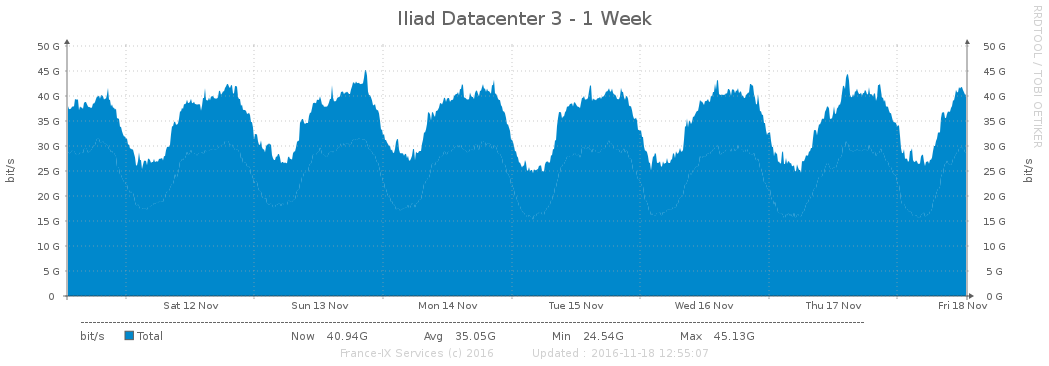 Iliad Datacenter 3 - 1 Week
RRDTOOL / TOBI OETIKER
bit/s
50 G
45 G
40 G
35 G
30 G
25 G
20 G
15 G
10 G
5 G
0
50 G
45 G
40 G
35 G
30 G
25 G
20 G
15 G
10 G
5 G
0 G
bit/s
Sat 12 Nov Sun 13 Nov Mon 14 Nov Tue 15 Nov Wed 16 Nov Thu 17 Nov Fri 18 Nov
bit/s Total Now 40.94G Avg 35.05G Min 24.54G Max 45.13G
France-IX Services (c) 2016 Updated : 2016-11-18 12:55:07